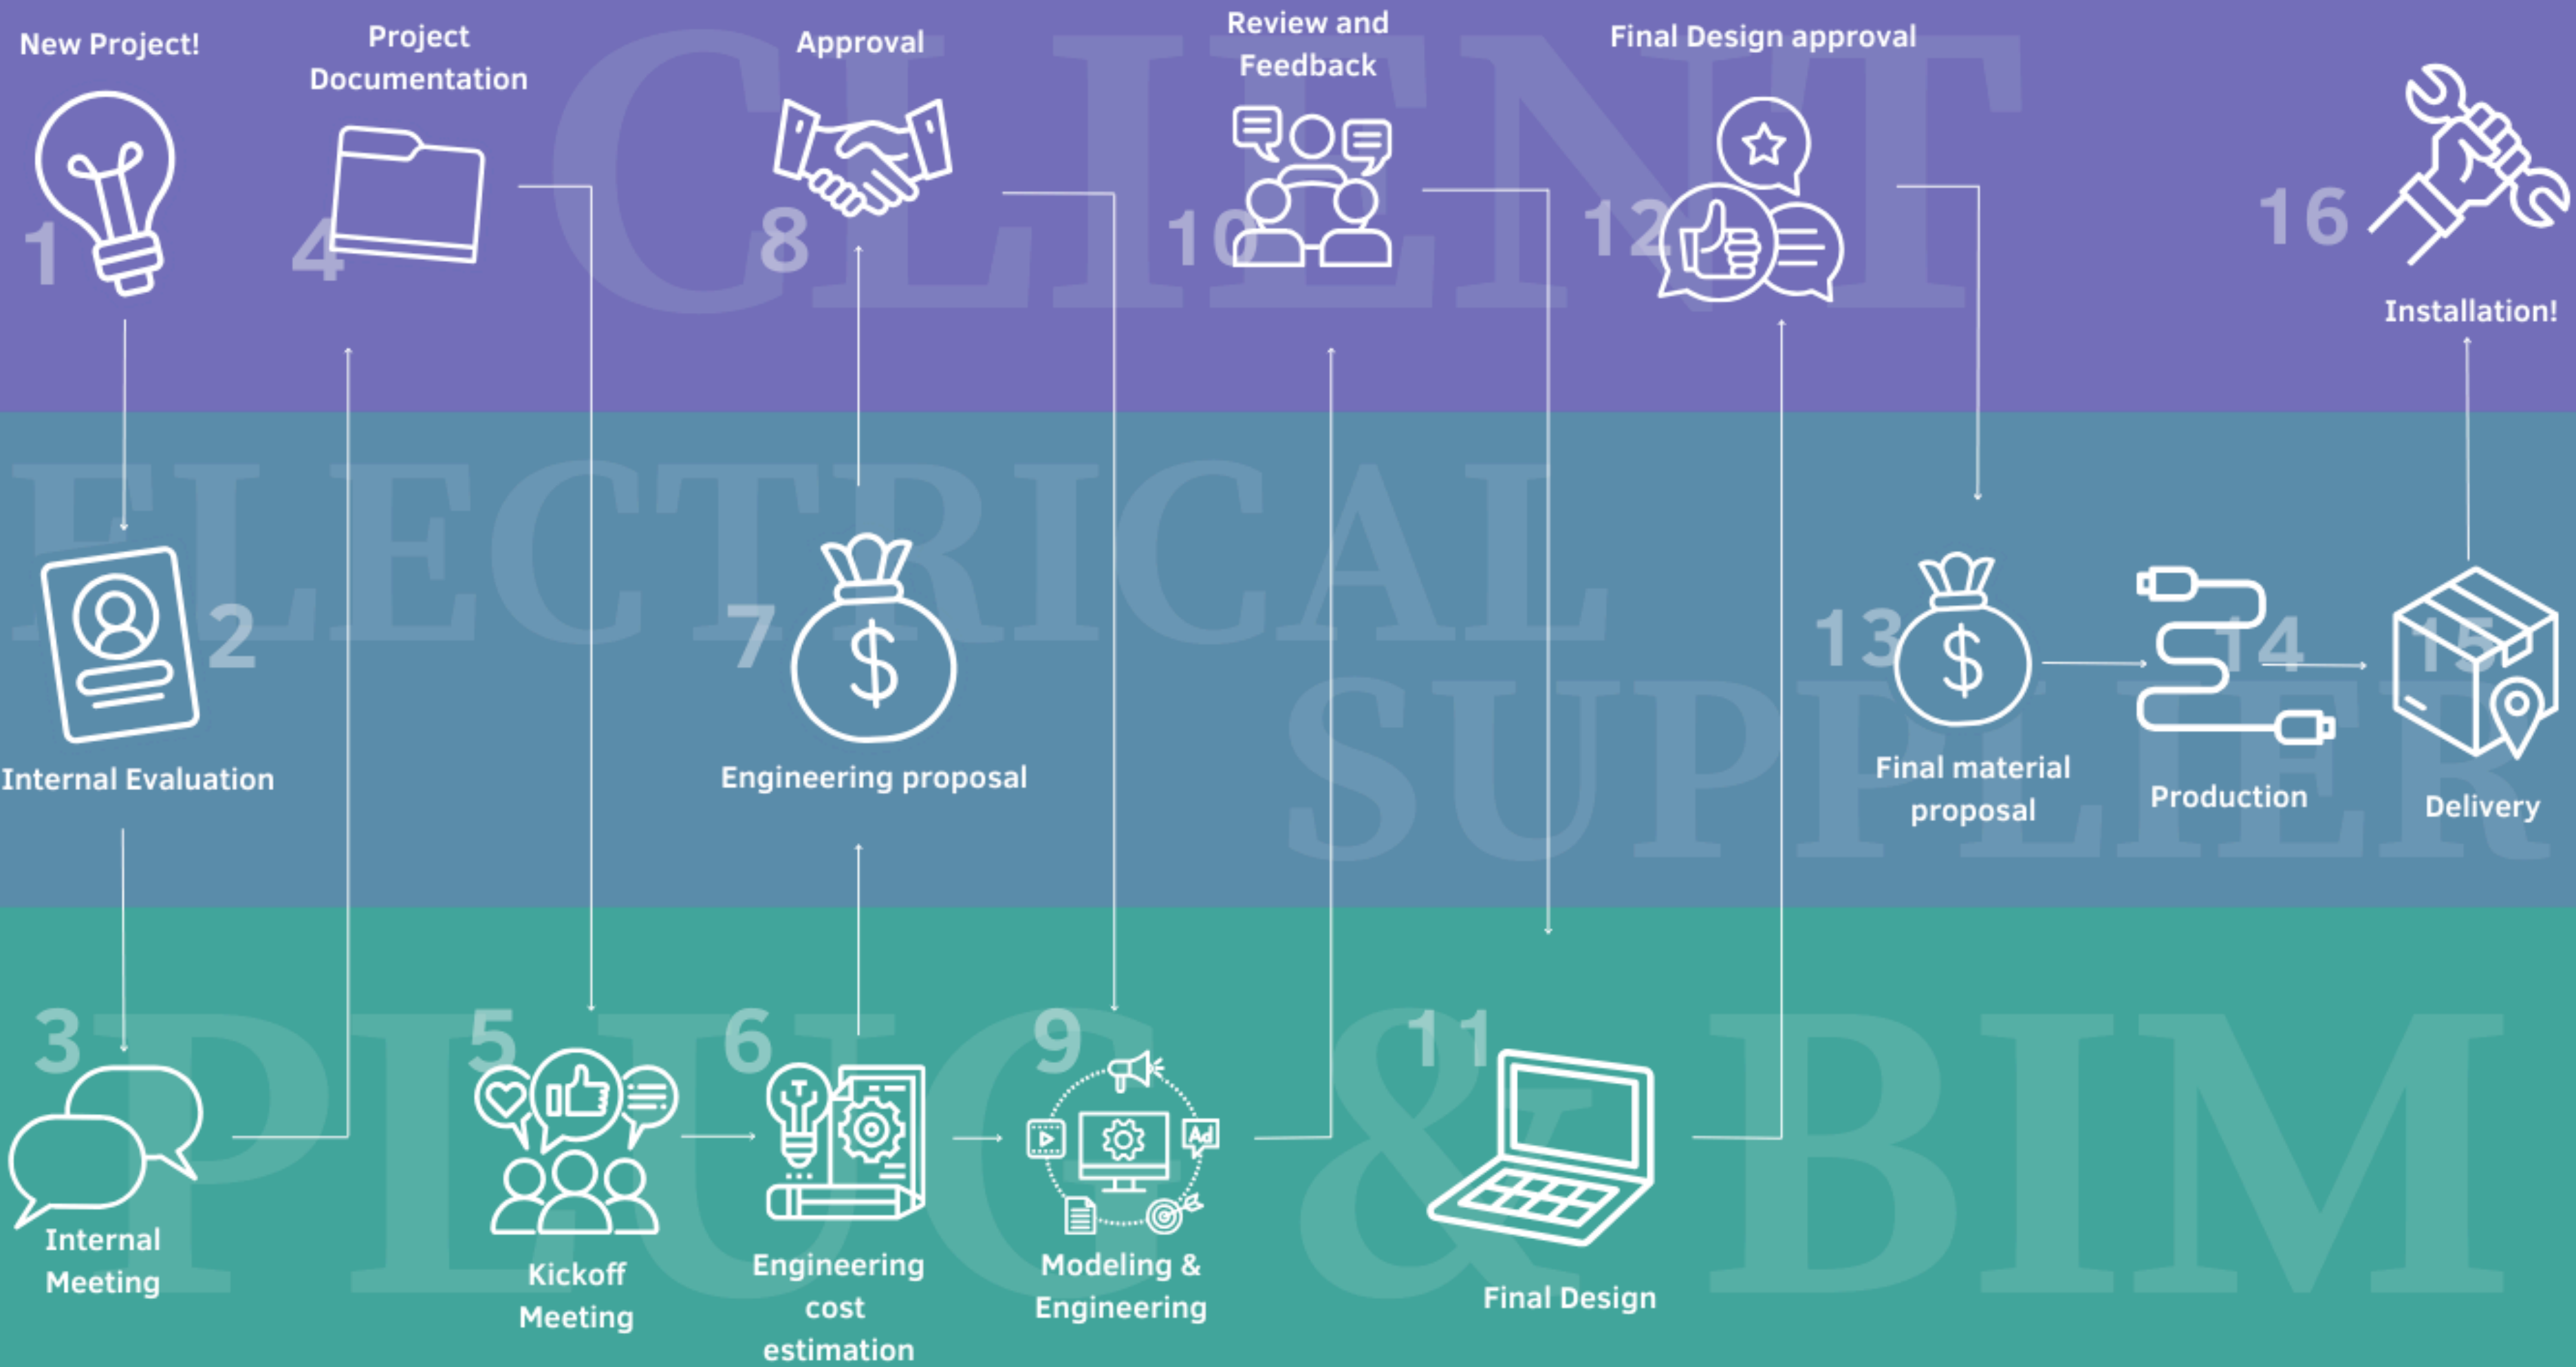 CLIENT
New Project!
1
Project
Documentation
4
Approval
8
Review and
Feedback
10
Final Design approval
12
16
Installation!
ELECTRICAL
SUPPLIER
2
Internal Evaluation
7
$
Engineering proposal
13
$
Final material
proposal
14
Production
15
Delivery
PLUG & BIM
3
Internal
Meeting
5
Kickoff
Meeting
6
Engineering
cost
estimation
9
Ad
Modeling &
Engineering
11
Final Design